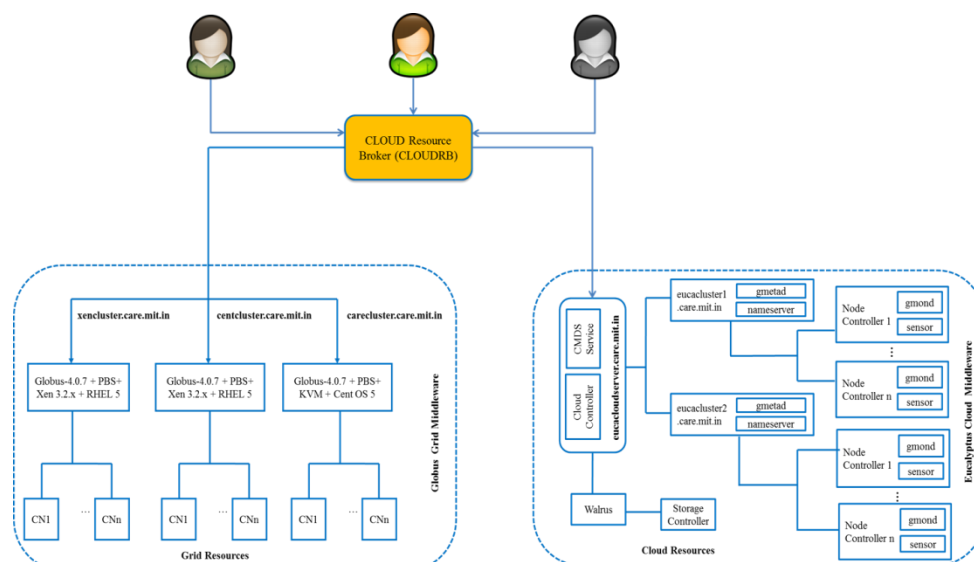 CLOUD Resource
Broker (CLOUDRB)
xencluster.care.mit.in
centcluster.care.mit.in
carecluster.care.mit.in
Globus-4.0.7 + PBS+
Xen 3.2.x + RHEL 5
Globus-4.0.7 + PBS+
Xen 3.2.x + RHEL 5
Globus-4.0.7 + PBS+
KVM + Cent OS 5
CN1
...
CNn
CN1
...
CNn
CN1
...
CNn
Globus Grid Middleware
Grid Resources
CMDS
Service
Cloud
Controller
eucacloudserver.care.mit.in
eucacluster1
.care.mit.in
gmetad
nameserver
eucacluster2
.care.mit.in
gmetad
nameserver
Node
Controller 1
gmond
sensor
...
Node
Controller n
gmond
sensor
Node
Controller 1
gmond
sensor
...
Node
Controller n
gmond
sensor
Walrus
Storage
Controller
Cloud Resources
Eucalyptus Cloud Middleware